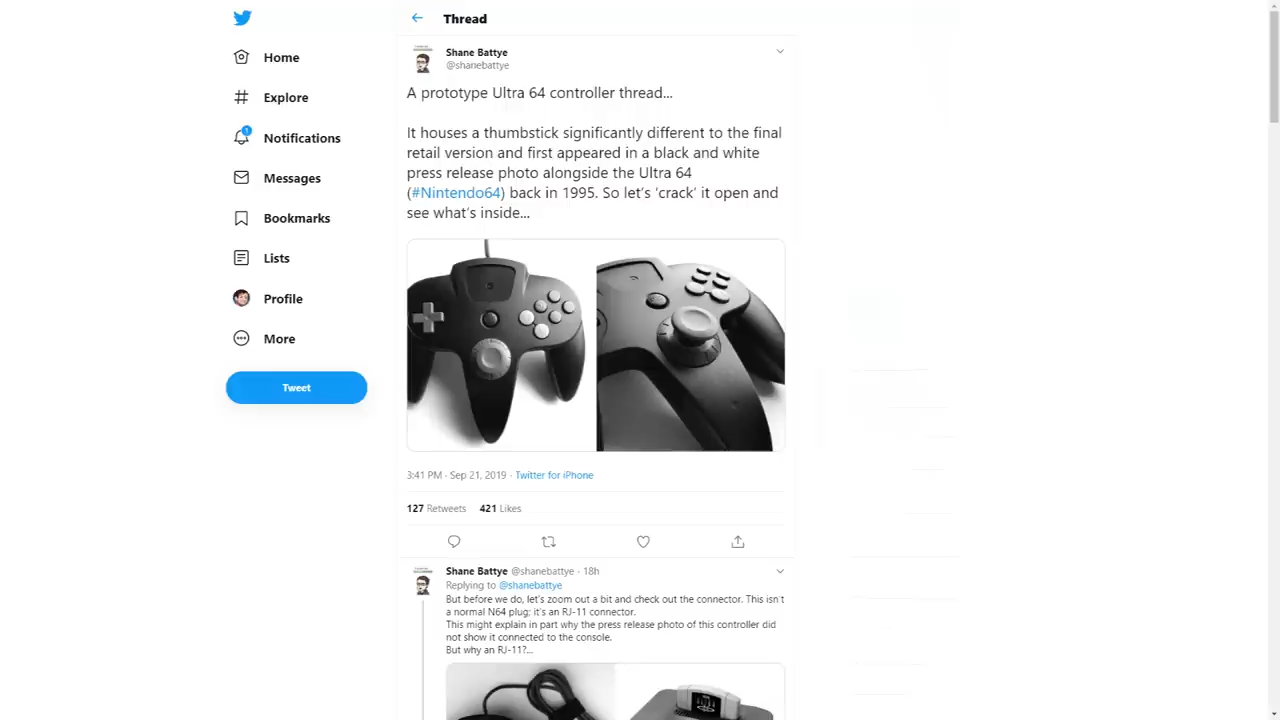 Thread
Home
Explore
1
Notifications
Messages
Bookmarks
Lists
Profile
More
Tweet
Shane Battye
@shanebattye
A prototype Ultra 64 controller thread...
It houses a thumbstick significantly different to the final
retail version and first appeared in a black and white
press release photo alongside the Ultra 64
(#Nintendo64) back in 1995. So let's 'crack' it open and
see what's inside...
3:41 PM · Sep 21, 2019 · Twitter for iPhone
127 Retweets 421 Likes
Shane Battye @shanebattye · 18h
Replying to @shanebattye
But before we do, let's zoom out a bit and check out the connector. This isn't
a normal N64 plug; it's an RJ-11 connector.
This might explain in part why the press release photo of this controller did
not show it connected to the console.
But why an RJ-11?...